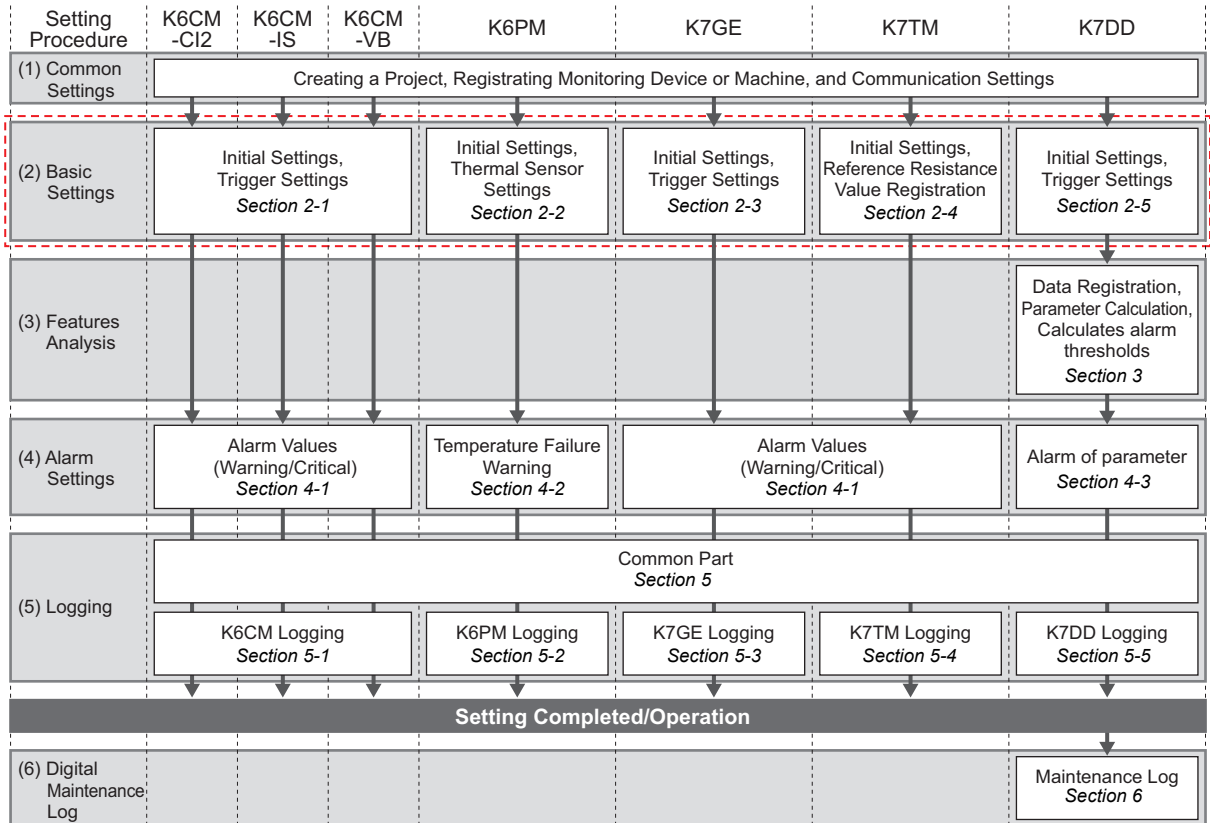 Setting
Procedure
K6CM
-CI2
K6CM
-IS
K6CM
-VB
K6PM
K7GE
K7TM
K7DD
(1) Common
Settings
Creating a Project, Registrating Monitoring Device or Machine, and Communication Settings
(2) Basic
Settings
Initial Settings,
Trigger Settings
Section 2-1
Initial Settings,
Thermal Sensor
Settings
Section 2-2
Initial Settings,
Trigger Settings
Section 2-3
Initial Settings,
Reference Resistance
Value Registration
Section 2-4
Initial Settings,
Trigger Settings
Section 2-5
(3) Features
Analysis
Data Registration,
Parameter Calculation,
Calculates alarm
thresholds
Section 3
(4) Alarm
Settings
Alarm Values
(Warning/Critical)
Section 4-1
Temperature Failure
Warning
Section 4-2
Alarm Values
(Warning/Critical)
Section 4-1
Alarm of parameter
Section 4-3
(5) Logging
Common Part
Section 5
K6CM Logging
Section 5-1
K6PM Logging
Section 5-2
K7GE Logging
Section 5-3
K7TM Logging
Section 5-4
K7DD Logging
Section 5-5
Setting Completed/Operation
(6) Digital
Maintenance
Log
Maintenance Log
Section 6